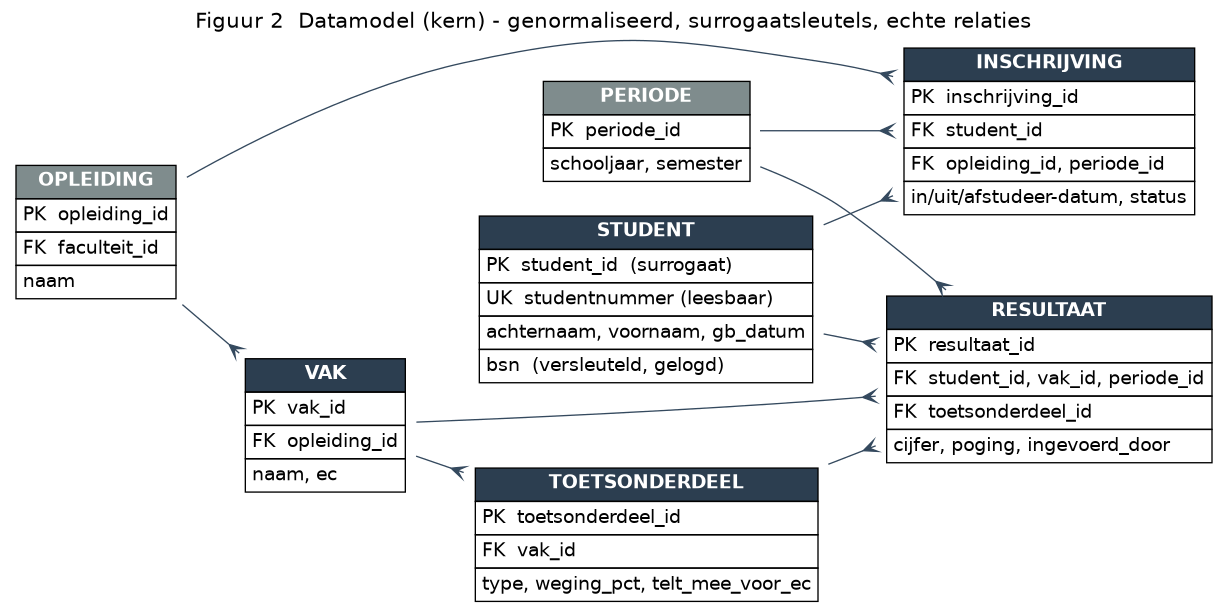 Figuur 2  Datamodel (kern) - genormaliseerd, surrogaatsleutels, echte relaties
OPLEIDING
PK  opleiding_id
FK  faculteit_id
naam
PERIODE
PK  periode_id
schooljaar, semester
INSCHRIJVING
PK  inschrijving_id
FK  student_id
FK  opleiding_id, periode_id
in/uit/afstudeer-datum, status
STUDENT
PK  student_id  (surrogaat)
UK  studentnummer (leesbaar)
achternaam, voornaam, gb_datum
bsn  (versleuteld, gelogd)
RESULTAAT
PK  resultaat_id
FK  student_id, vak_id, periode_id
FK  toetsonderdeel_id
cijfer, poging, ingevoerd_door
VAK
PK  vak_id
FK  opleiding_id
naam, ec
TOETSONDERDEEL
PK  toetsonderdeel_id
FK  vak_id
type, weging_pct, telt_mee_voor_ec